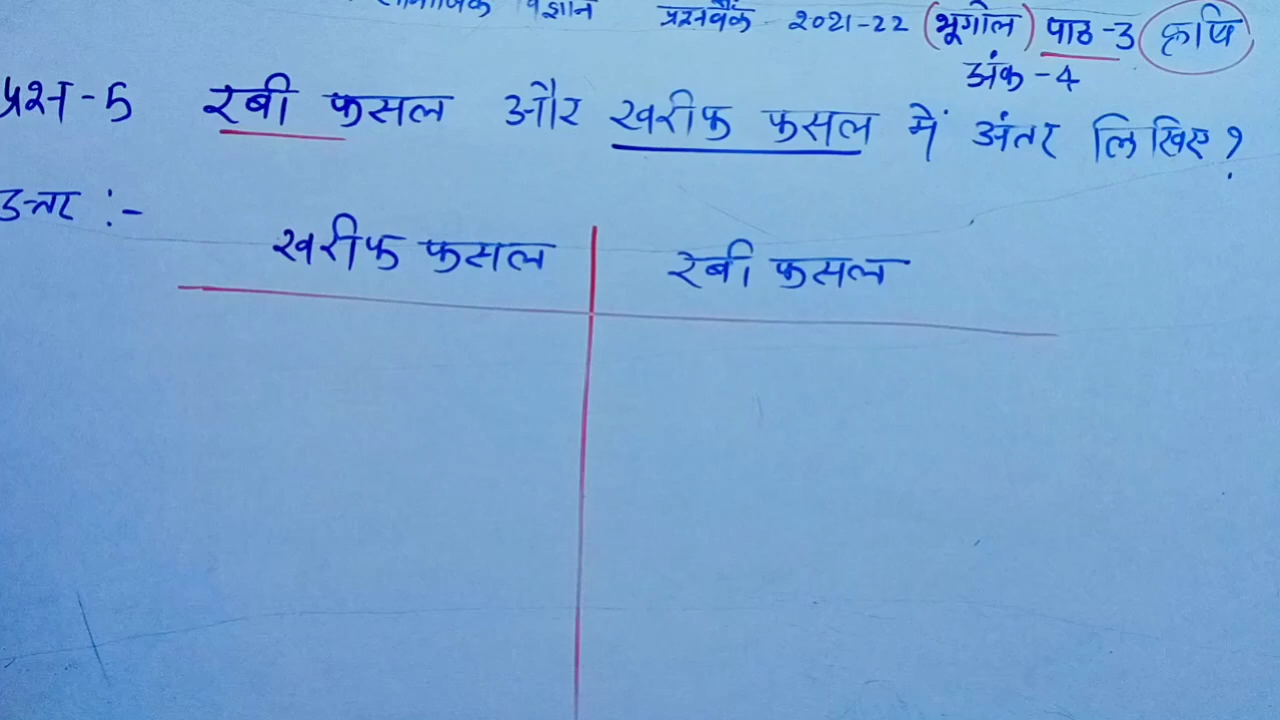 विज्ञान प्रश्नबैंक 2021-22 (भूगोल) पाठ-3 कृषि
अंक-4
प्रश्न-5 रबी फसल और खरीफ फसल में अंतर लिखिए?
उत्तर :-
खरीफ फसल रबी फसल